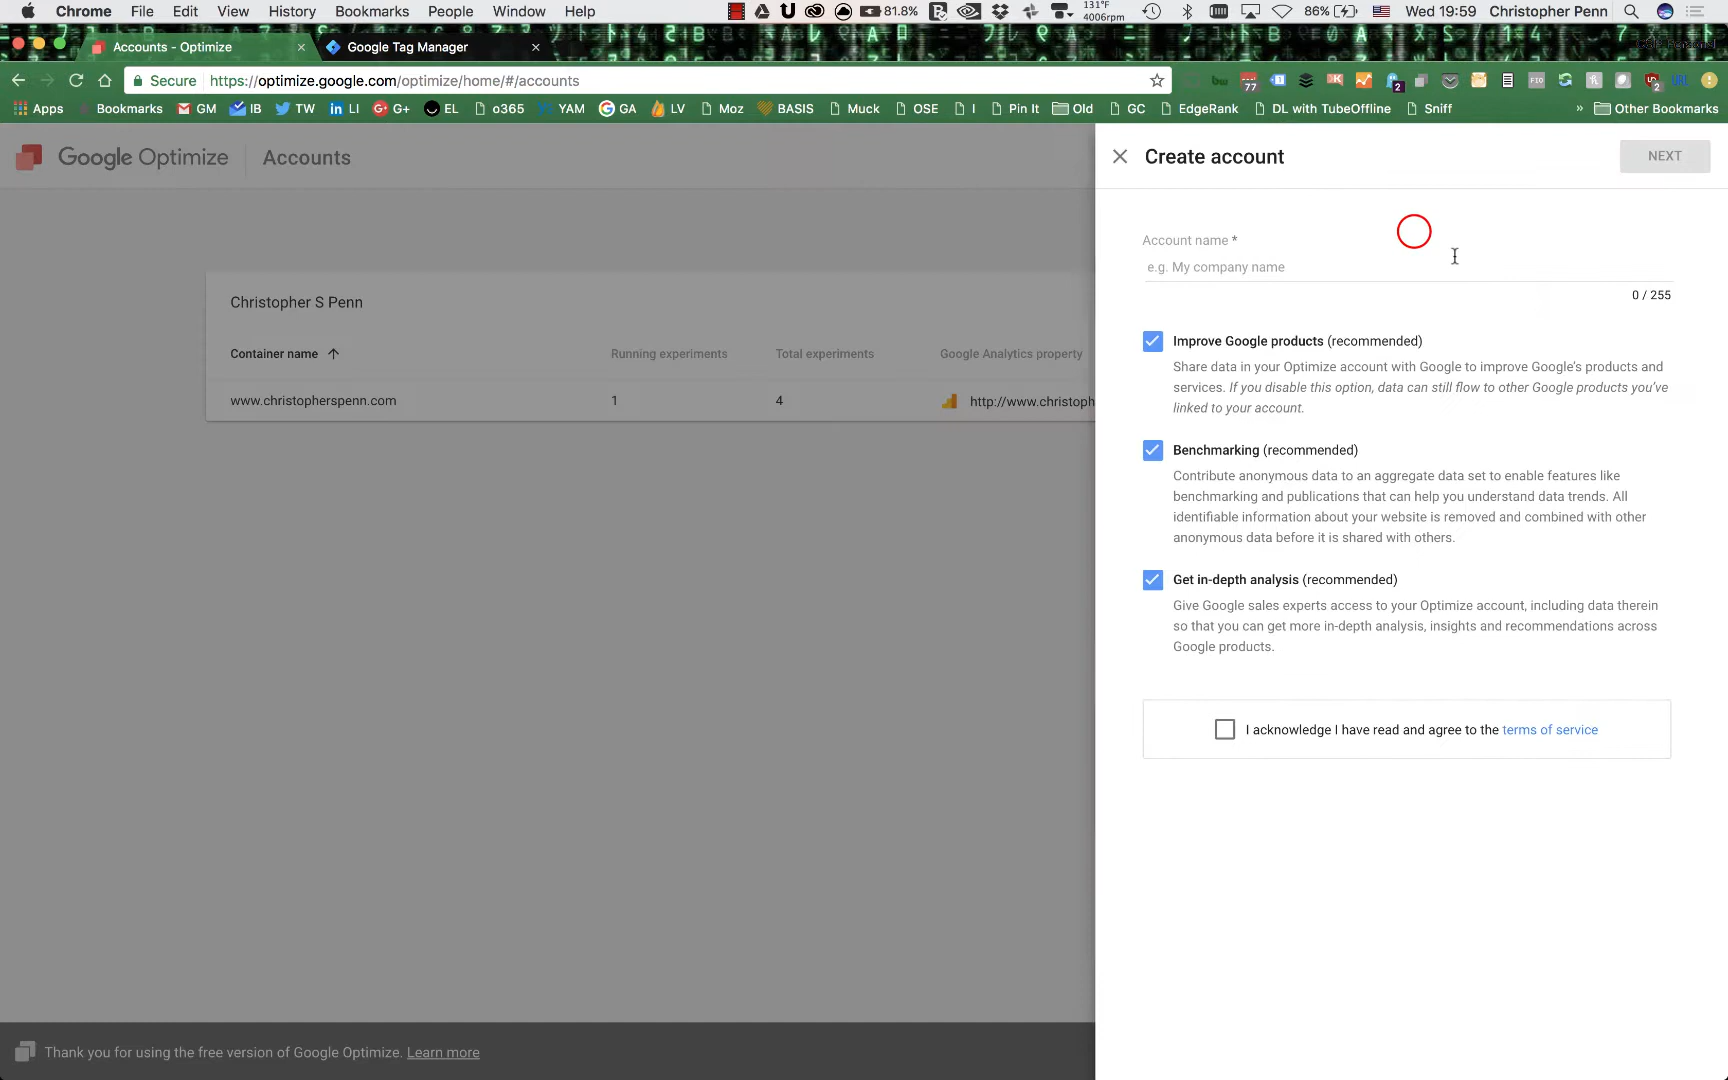 Chrome File Edit View History Bookmarks People Window Help 81.8% 131°F 4006rpm 86% Wed 19:59 Christopher Penn
Accounts - Optimize Google Tag Manager
Secure https://optimize.google.com/optimize/home/#/accounts
Apps Bookmarks GM IB TW LI G+ EL o365 YAM GA LV Moz BASIS Muck OSE I Pin It Old GC EdgeRank DL with TubeOffline Sniff » Other Bookmarks
Google Optimize Accounts
Christopher S Penn
Container name Running experiments Total experiments Google Analytics property
www.christopherspenn.com 1 4 http://www.christoph
Thank you for using the free version of Google Optimize. Learn more
Create account NEXT
Account name *
e.g. My company name
0 / 255
Improve Google products (recommended)
Share data in your Optimize account with Google to improve Google's products and
services. If you disable this option, data can still flow to other Google products you've
linked to your account.
Benchmarking (recommended)
Contribute anonymous data to an aggregate data set to enable features like
benchmarking and publications that can help you understand data trends. All
identifiable information about your website is removed and combined with other
anonymous data before it is shared with others.
Get in-depth analysis (recommended)
Give Google sales experts access to your Optimize account, including data therein
so that you can get more in-depth analysis, insights and recommendations across
Google products.
I acknowledge I have read and agree to the terms of service